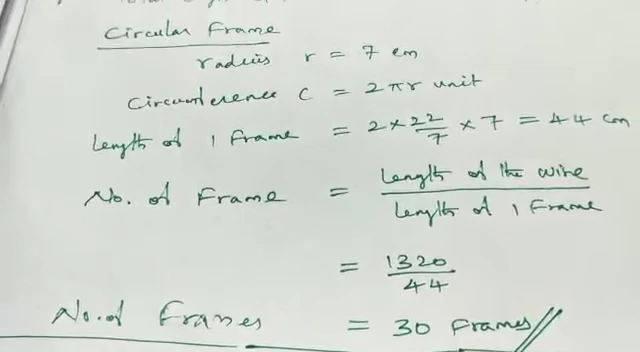 Circular Frame
radius r = 7 cm
Circumference C = 2πr unit
Length of 1 Frame = 2 × 22/7 × 7 = 44 cm
No. of Frame = Length of the wire / Length of 1 Frame
= 1320/44
No. of Frames = 30 Frames//